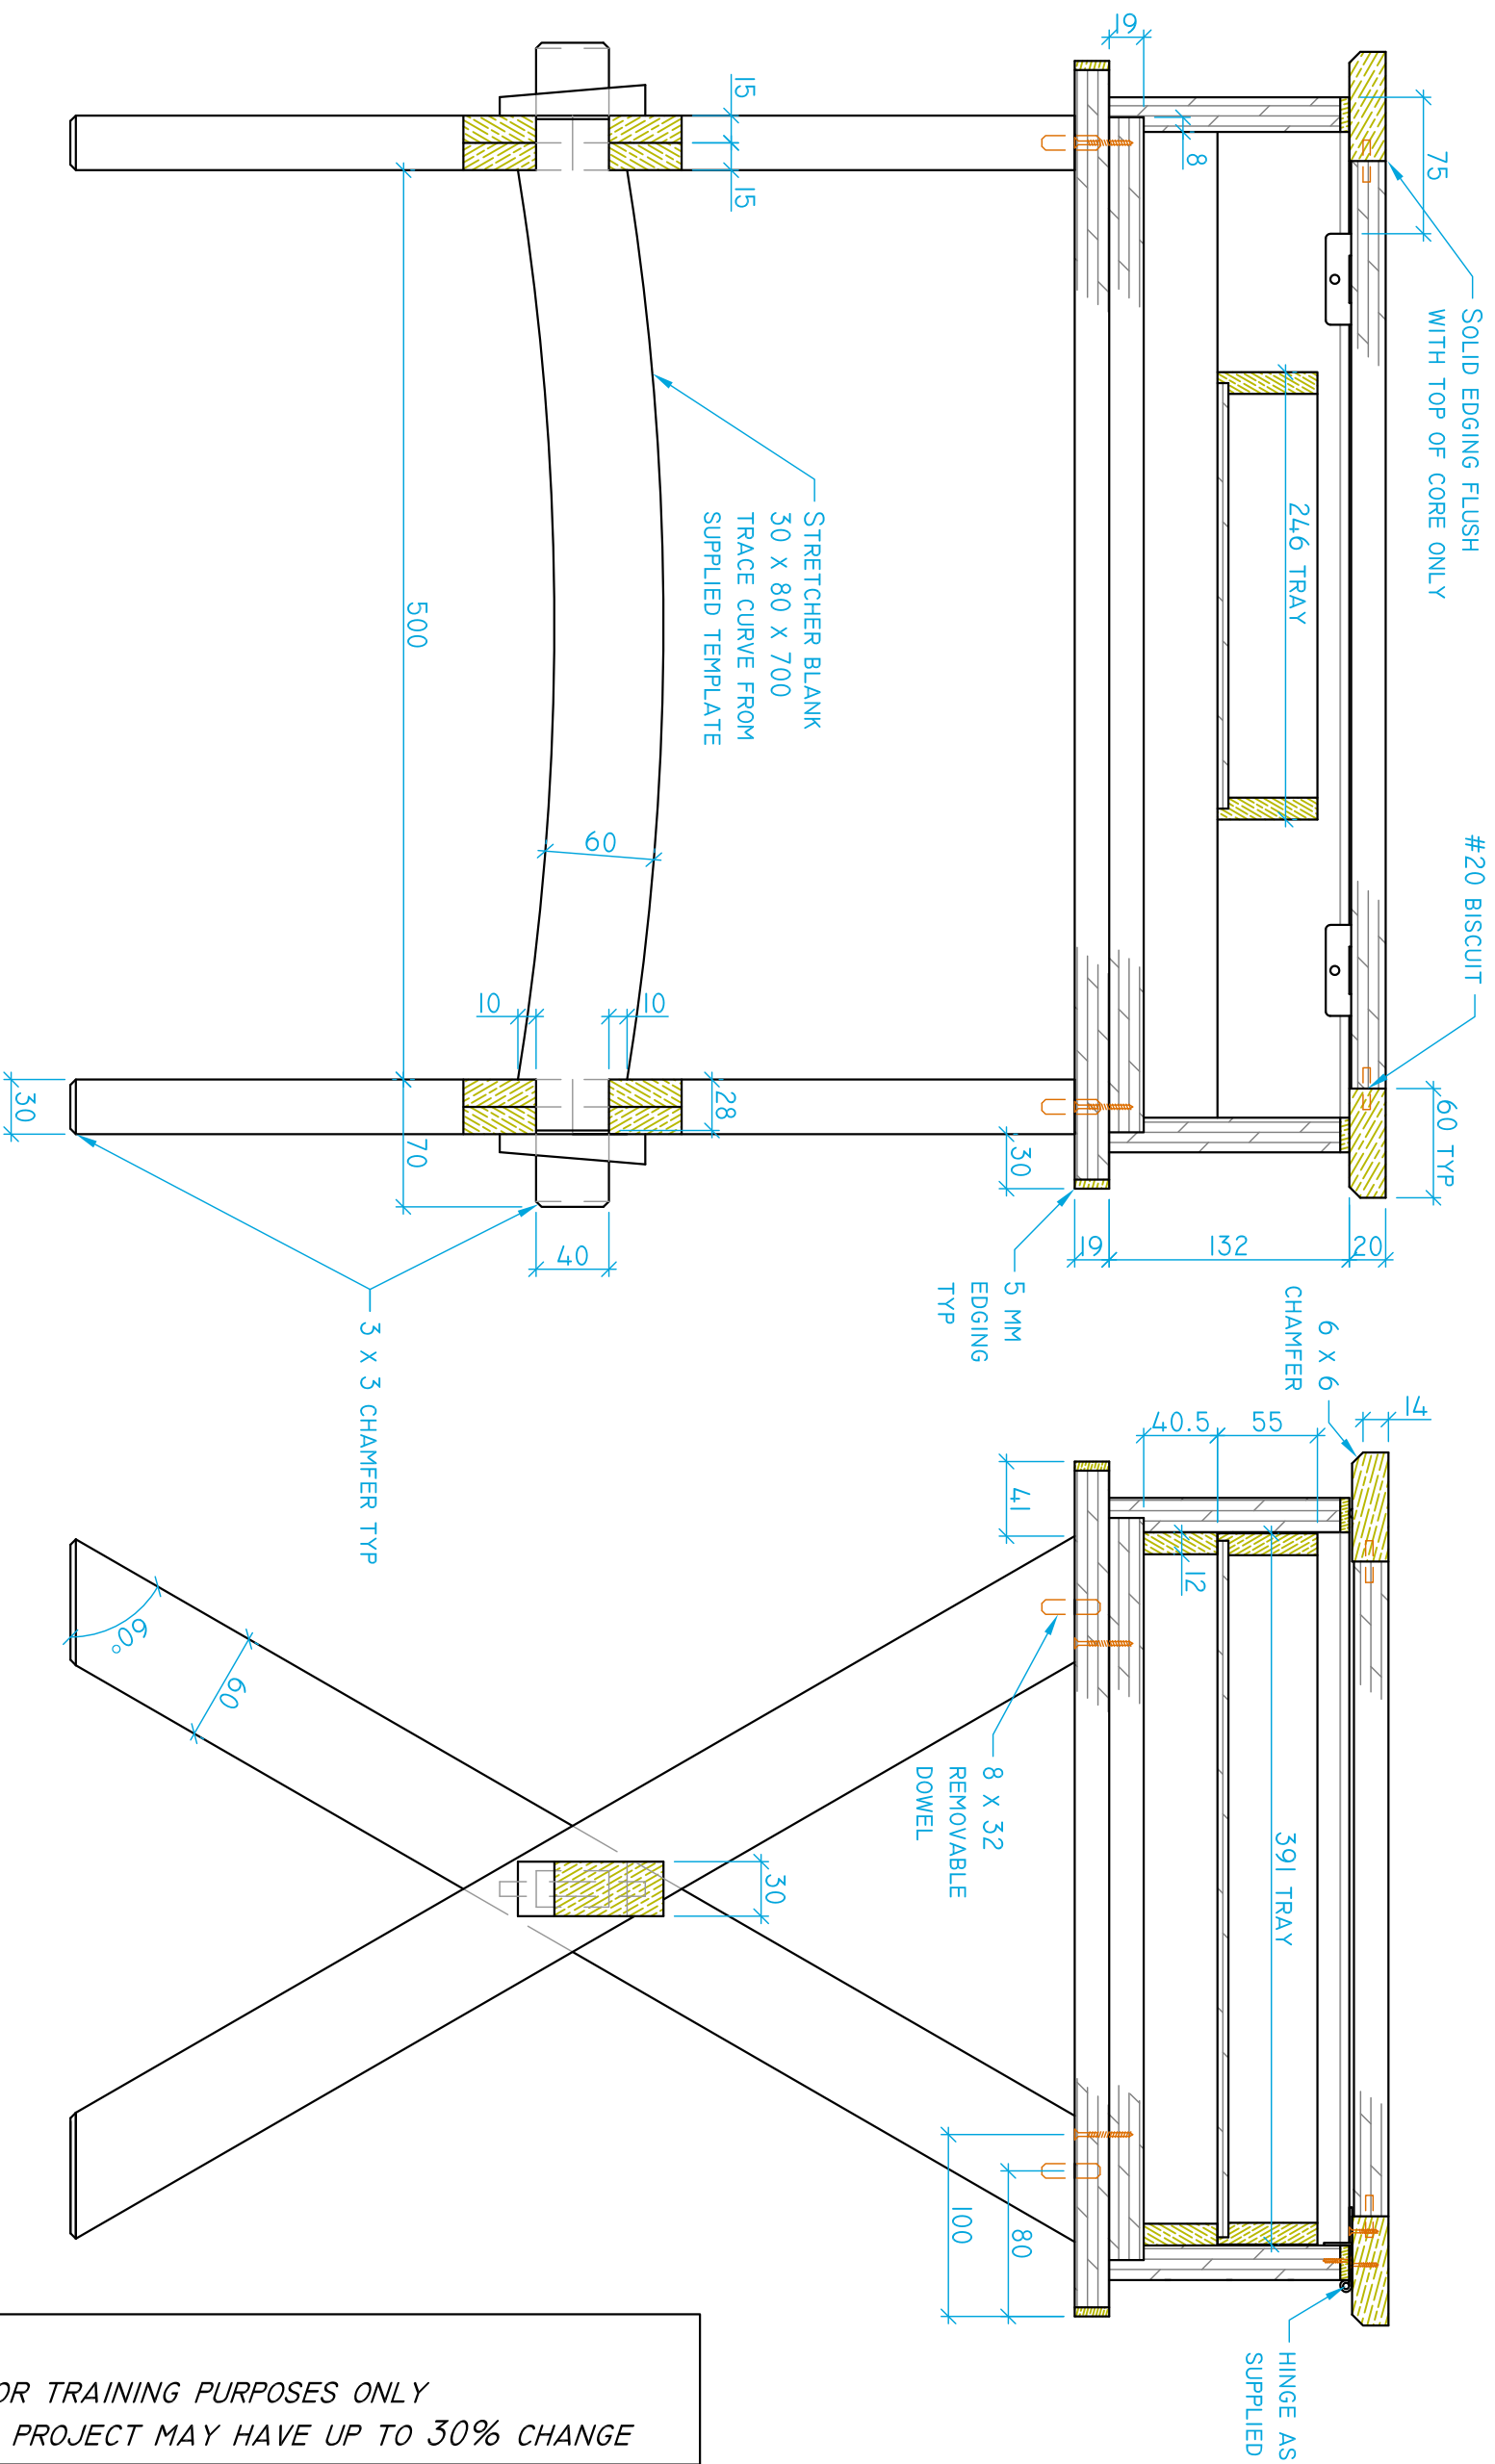 SOLID EDGING FLUSH
WITH TOP OF CORE ONLY
#20 BISCUIT
75
60 TYP
19
8
246 TRAY
20
132
19
6 X 6
CHAMFER
14
HINGE AS
SUPPLIED
55
40.5
391 TRAY
12
5 MM
EDGING
TYP
30
41
80
100
8 X 32
REMOVABLE
DOWEL
15
15
STRETCHER BLANK
30 X 80 X 700
TRACE CURVE FROM
SUPPLIED TEMPLATE
60
10
10
28
30
40
500
70
3 X 3 CHAMFER TYP
60
60°
30
OR TRAINING PURPOSES ONLY
PROJECT MAY HAVE UP TO 30% CHANGE